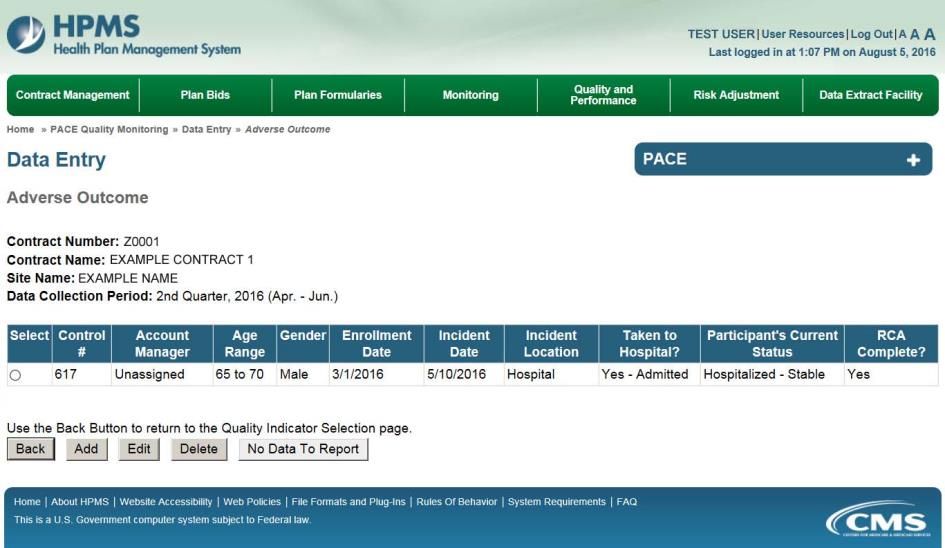 HPMS
Health Plan Management System
TEST USER|User Resources|Log Out|A A A
Last logged in at 1:07 PM on August 5, 2016
Contract Management Plan Bids Plan Formularies Monitoring Quality and Performance Risk Adjustment Data Extract Facility
Home » PACE Quality Monitoring » Data Entry » Adverse Outcome
Data Entry
PACE +
Adverse Outcome
Contract Number: Z0001
Contract Name: EXAMPLE CONTRACT 1
Site Name: EXAMPLE NAME
Data Collection Period: 2nd Quarter, 2016 (Apr. - Jun.)
Select Control # Account Manager Age Range Gender Enrollment Date Incident Date Incident Location Taken to Hospital? Participant's Current Status RCA Complete?
617 Unassigned 65 to 70 Male 3/1/2016 5/10/2016 Hospital Yes - Admitted Hospitalized - Stable Yes
Use the Back Button to return to the Quality Indicator Selection page.
Back Add Edit Delete No Data To Report
Home | About HPMS | Website Accessibility | Web Policies | File Formats and Plug-Ins | Rules Of Behavior | System Requirements | FAQ
This is a U.S. Government computer system subject to Federal law.
CMS
CENTERS FOR MEDICARE & MEDICAID SERVICES